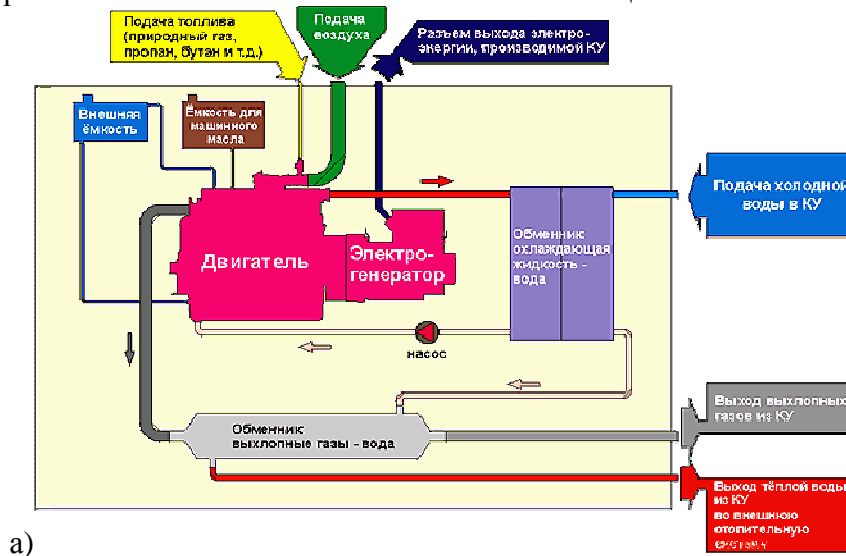 Подача топлива
(природный газ,
пропан, бутан и т.д.)
Подача
воздуха
Разъем выхода электро-
энергии, производимой КУ
Внешняя
ёмкость
Ёмкость для
машинного
масла
Подача холодной
воды в КУ
Двигатель
Электро-
генератор
Обменник
охлаждающая
жидкость -
вода
насос
Обменник
выхлопные газы - вода
Выход выхлопных
газов из КУ
Выход тёплой воды
из КУ
во внешнюю
отопительную
а)